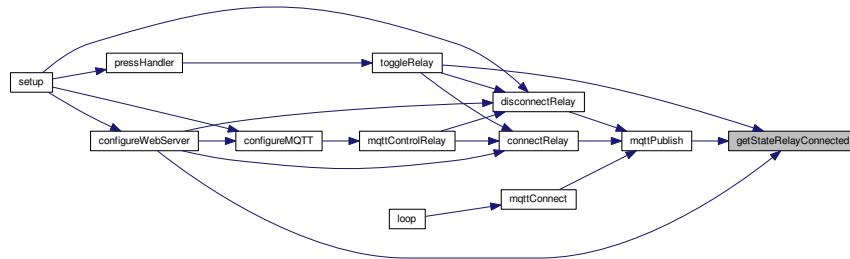 pressHandler
toggleRelay
setup
disconnectRelay
configureWebServer
configureMQTT
mqttControlRelay
connectRelay
mqttPublish
getStateRelayConnected
mqttConnect
loop